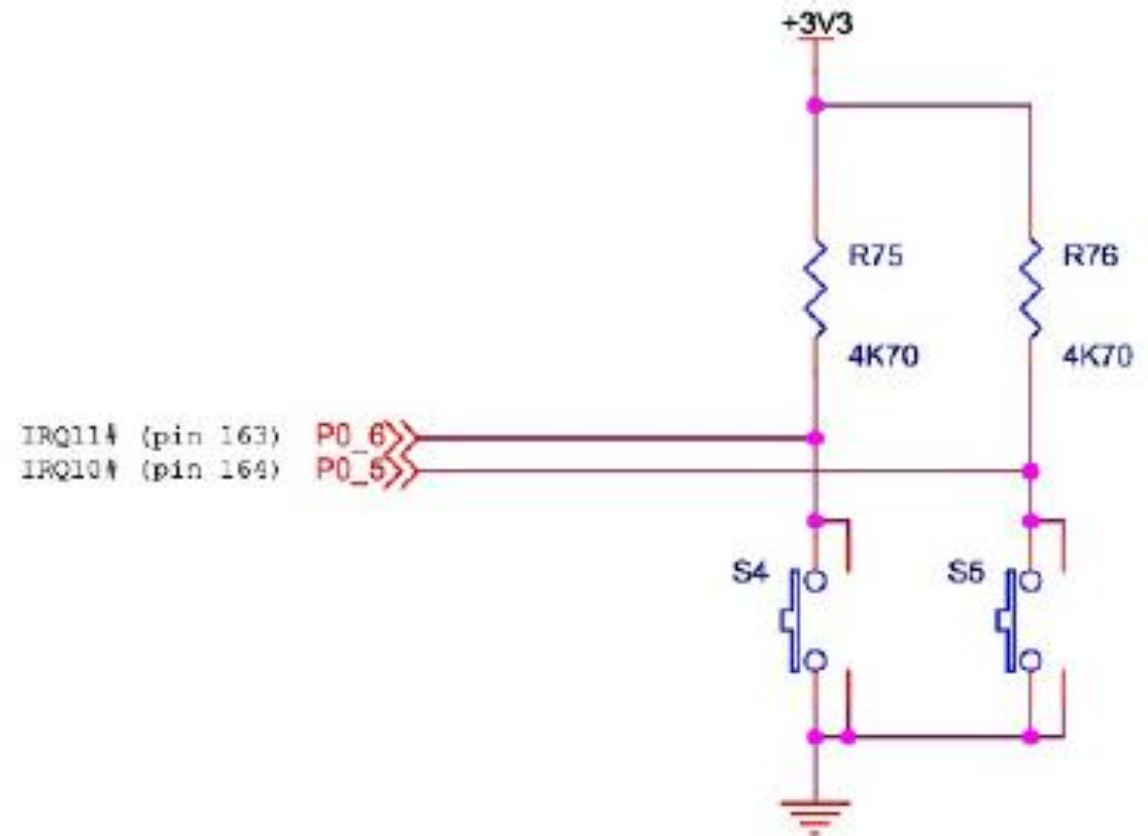 +3V3
R75
R76
4K70
4K70
IRQ11# (pin 163) P0_6
IRQ10# (pin 164) P0_5
S4
S5